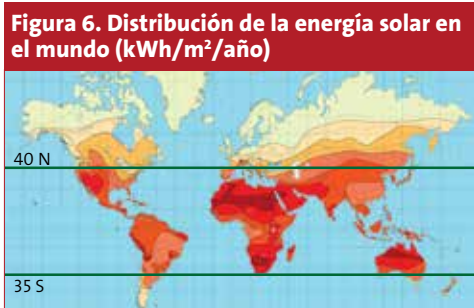 Figura 6. Distribución de la energía solar en
el mundo (kWh/m²/año)
40 N
35 S